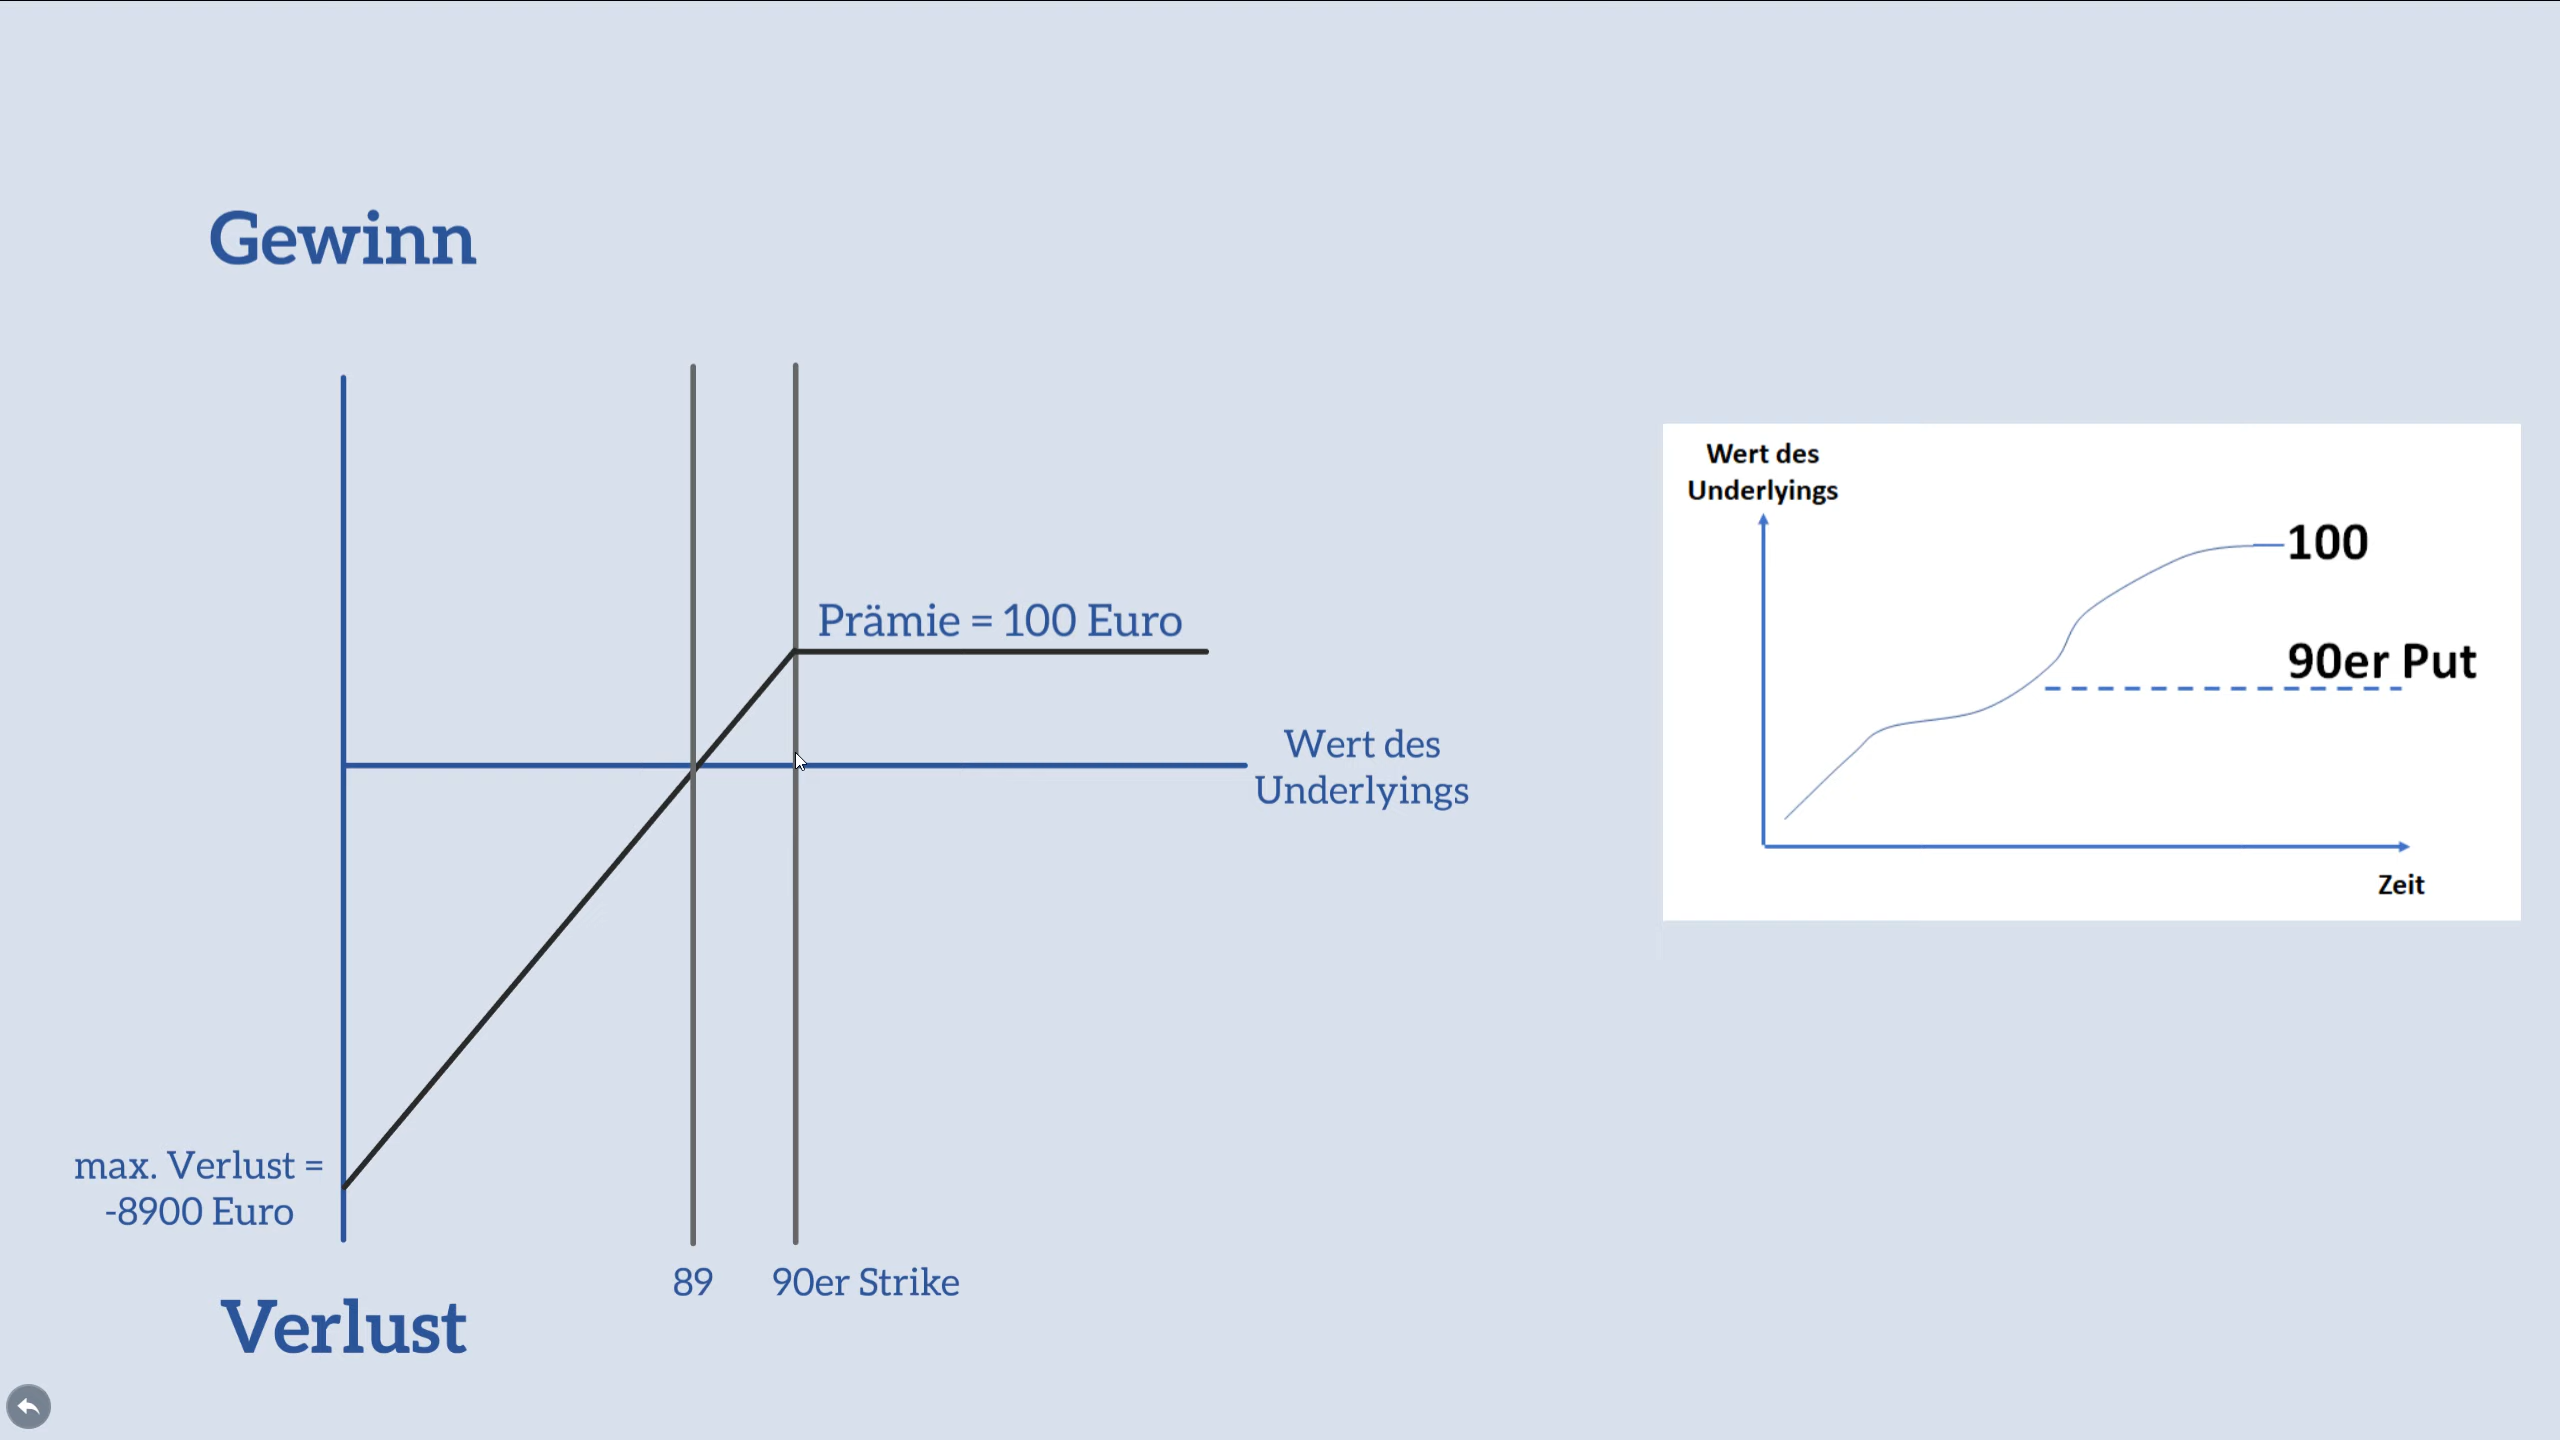 Gewinn
Prämie = 100 Euro
Wert des
Underlyings
max. Verlust =
-8900 Euro
89
90er Strike
Verlust
Wert des
Underlyings
100
90er Put
Zeit